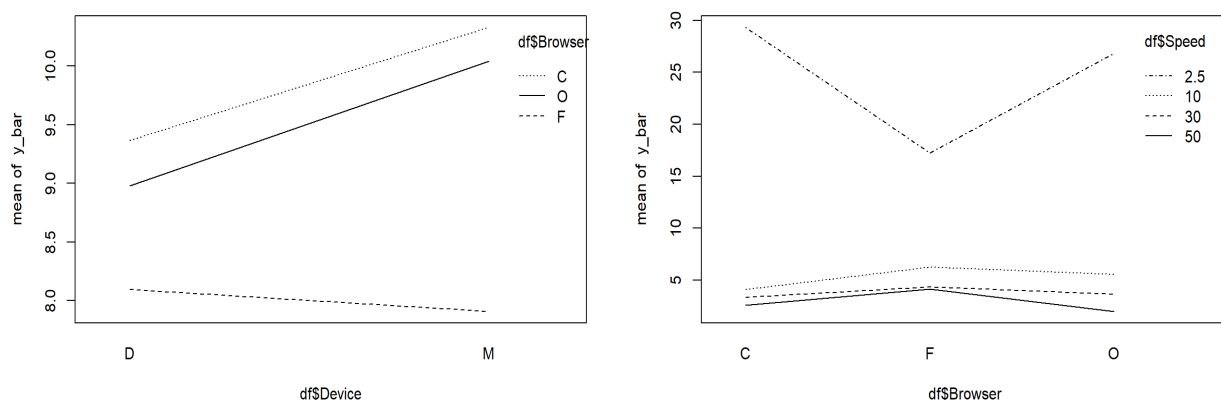 mean of y_bar
10.0
9.5
9.0
8.5
8.0
D
M
df$Device
df$Browser
C
O
F
mean of y_bar
30
25
20
15
10
5
C
F
O
df$Browser
df$Speed
2.5
10
30
50